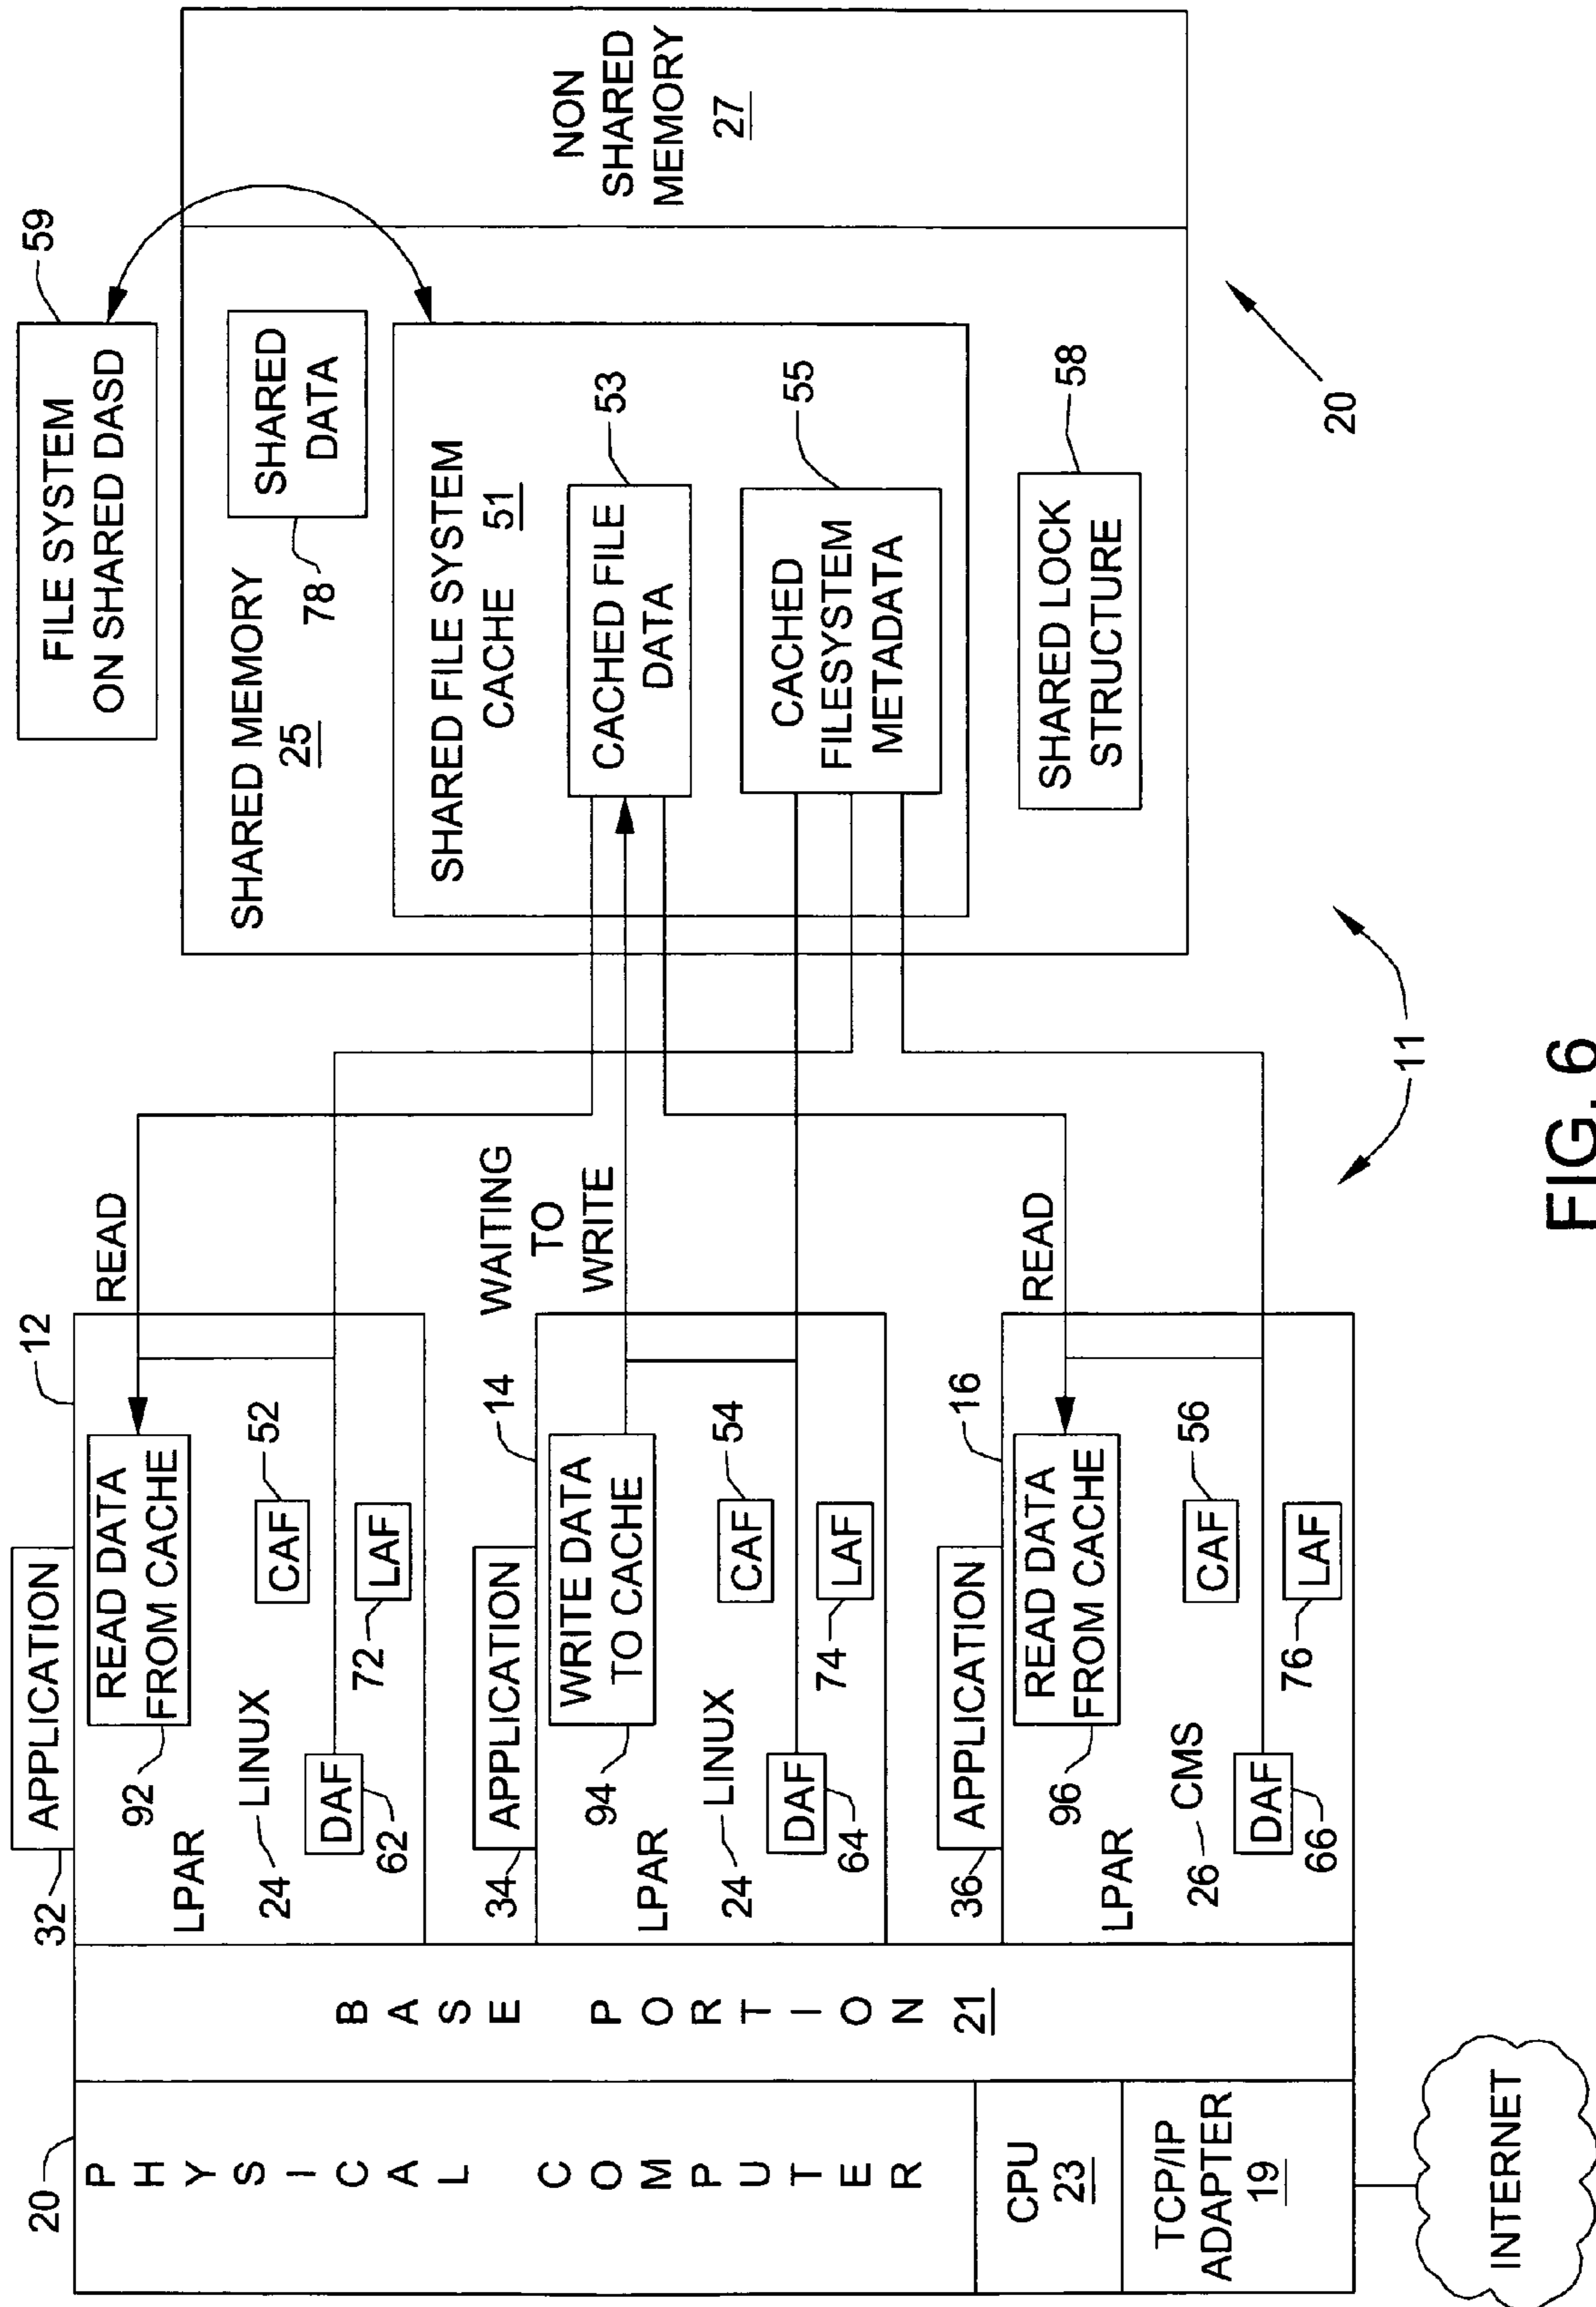 20
PHYSICAL COMPUTER
CPU
23
TCP/IP
ADAPTER
19
INTERNET
BASE PORTION 21
32
APPLICATION
12
READ DATA
FROM CACHE
92
LPAR
24
LINUX
CAF
52
DAF
62
LAF
72
READ
34
APPLICATION
14
WRITE DATA
TO CACHE
94
LPAR
24
LINUX
CAF
54
DAF
64
LAF
74
WAITING
TO
WRITE
36
APPLICATION
16
READ DATA
FROM CACHE
96
LPAR
26
CMS
CAF
56
DAF
66
LAF
76
READ
FILE SYSTEM
ON SHARED DASD
59
SHARED MEMORY
25
SHARED
DATA
78
SHARED FILE SYSTEM
CACHE 51
CACHED FILE
DATA
53
CACHED
FILESYSTEM
METADATA
55
SHARED LOCK
STRUCTURE
58
NON
SHARED
MEMORY
27
20
11
FIG. 6